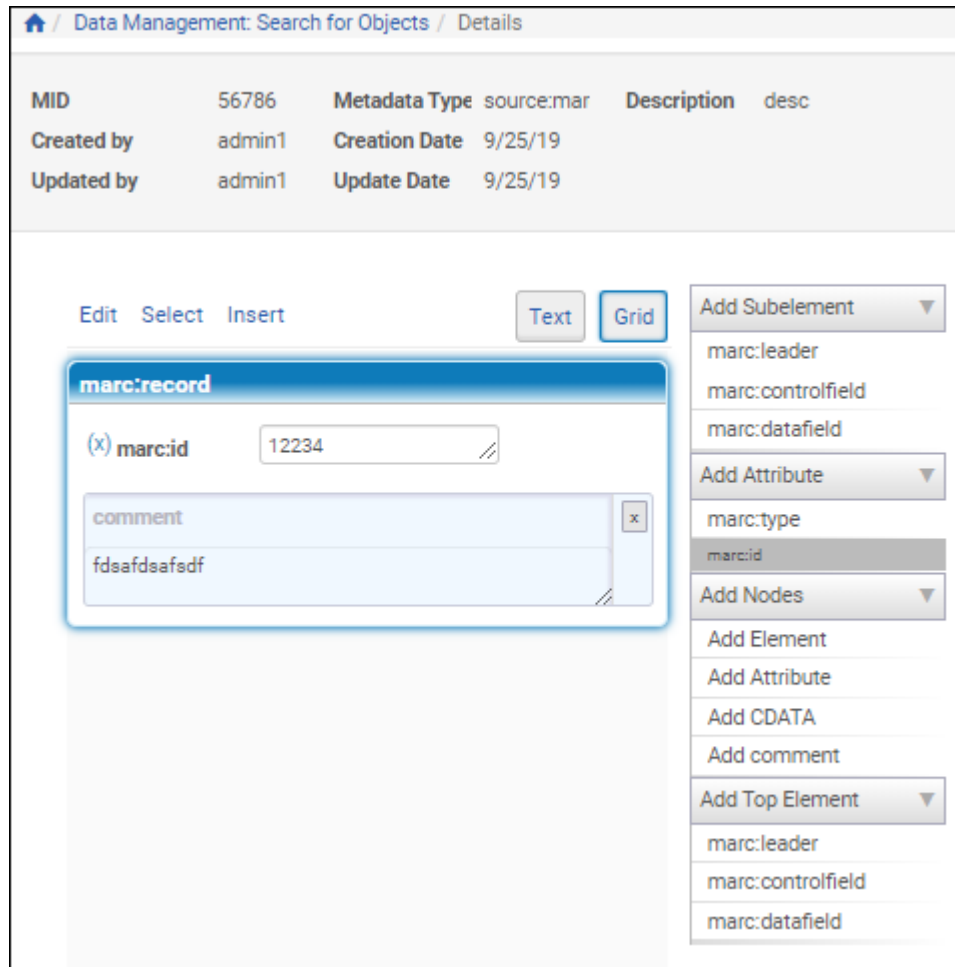 / Data Management: Search for Objects / Details
MID 56786 Metadata Type source:mar Description desc
Created by admin1 Creation Date 9/25/19
Updated by admin1 Update Date 9/25/19
Edit Select Insert Text Grid
marc:record
(x) marc:id 12234
comment x
fdsafdsafsdf
Add Subelement
marc:leader
marc:controlfield
marc:datafield
Add Attribute
marc:type
marc:id
Add Nodes
Add Element
Add Attribute
Add CDATA
Add comment
Add Top Element
marc:leader
marc:controlfield
marc:datafield